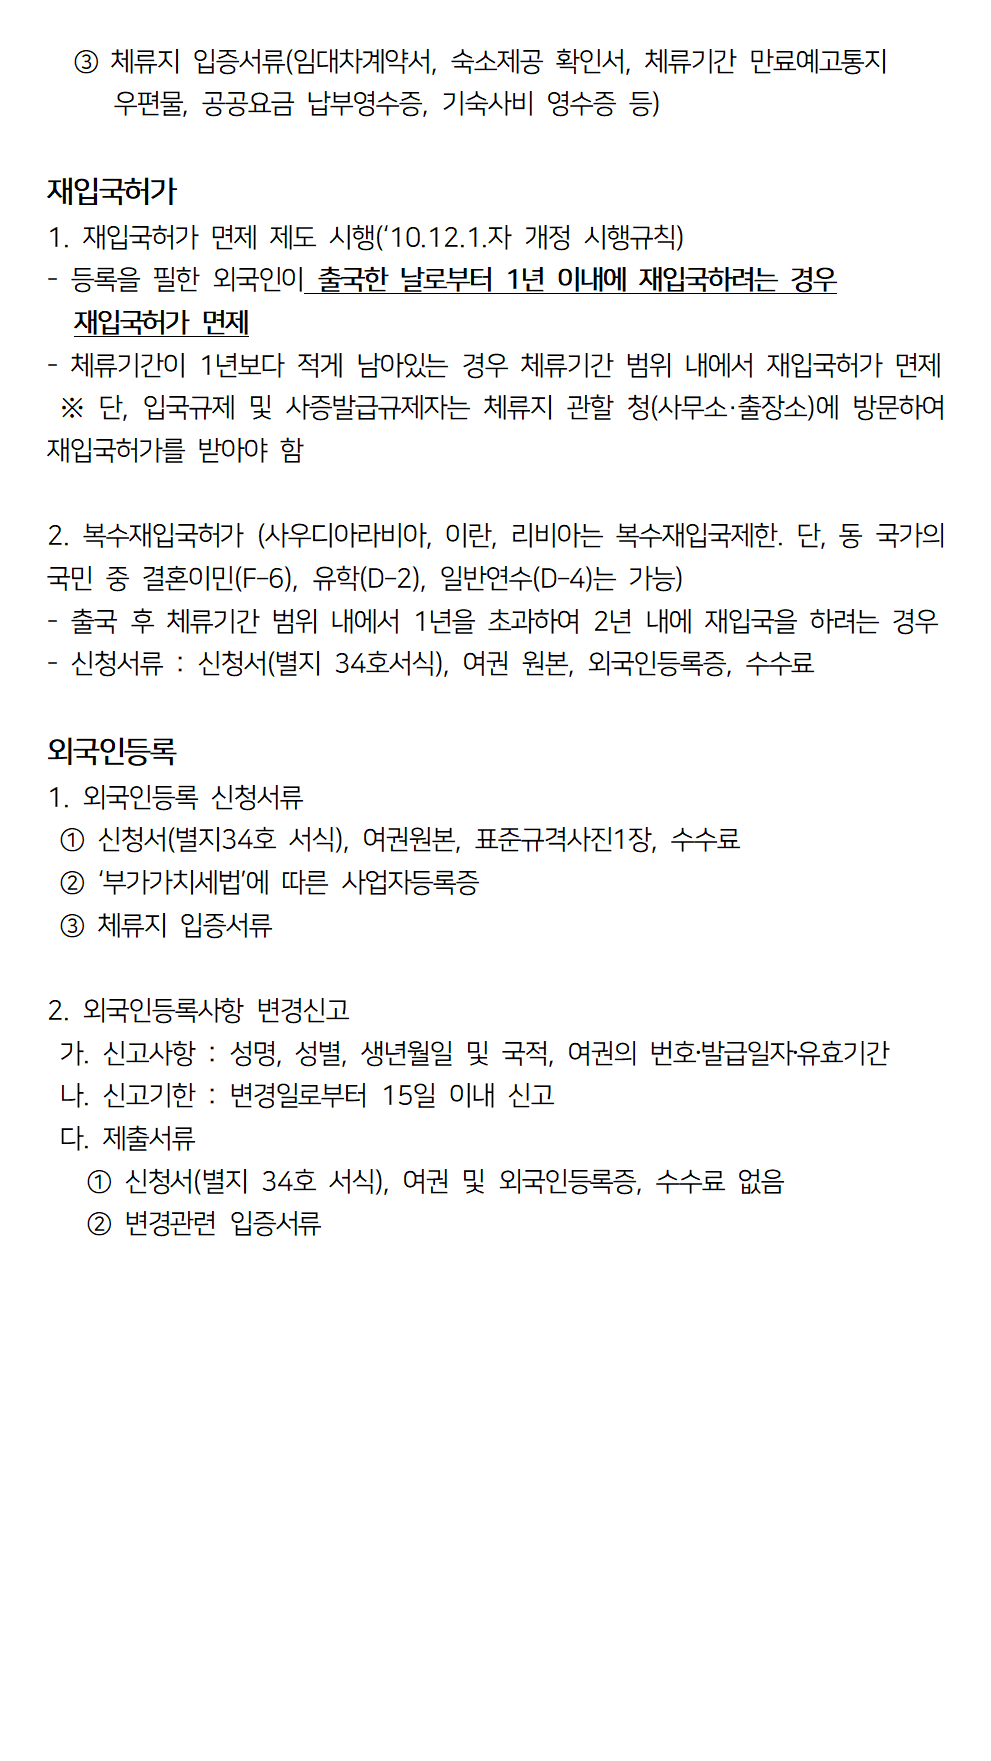 ③ 체류지 입증서류(임대차계약서, 숙소제공 확인서, 체류기간 만료예고통지
우편물, 공공요금 납부영수증, 기숙사비 영수증 등)
재입국허가
1. 재입국허가 면제 제도 시행(‘10.12.1.자 개정 시행규칙)
- 등록을 필한 외국인이 출국한 날로부터 1년 이내에 재입국하려는 경우
재입국허가 면제
- 체류기간이 1년보다 적게 남아있는 경우 체류기간 범위 내에서 재입국허가 면제
※ 단, 입국규제 및 사증발급규제자는 체류지 관할 청(사무소·출장소)에 방문하여
재입국허가를 받아야 함
2. 복수재입국허가 (사우디아라비아, 이란, 리비아는 복수재입국제한. 단, 동 국가의
국민 중 결혼이민(F-6), 유학(D-2), 일반연수(D-4)는 가능)
- 출국 후 체류기간 범위 내에서 1년을 초과하여 2년 내에 재입국을 하려는 경우
- 신청서류 : 신청서(별지 34호서식), 여권 원본, 외국인등록증, 수수료
외국인등록
1. 외국인등록 신청서류
① 신청서(별지34호 서식), 여권원본, 표준규격사진1장, 수수료
② ‘부가가치세법’에 따른 사업자등록증
③ 체류지 입증서류
2. 외국인등록사항 변경신고
가. 신고사항 : 성명, 성별, 생년월일 및 국적, 여권의 번호·발급일자·유효기간
나. 신고기한 : 변경일로부터 15일 이내 신고
다. 제출서류
① 신청서(별지 34호 서식), 여권 및 외국인등록증, 수수료 없음
② 변경관련 입증서류